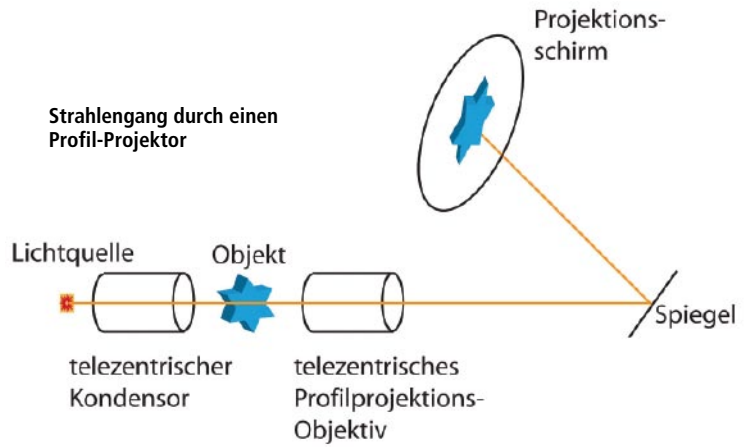 Projektions-
schirm
Strahlengang durch einen
Profil-Projektor
Lichtquelle
Objekt
Spiegel
telezentrischer
Kondensor
telezentrisches
Profilprojektions-
Objektiv